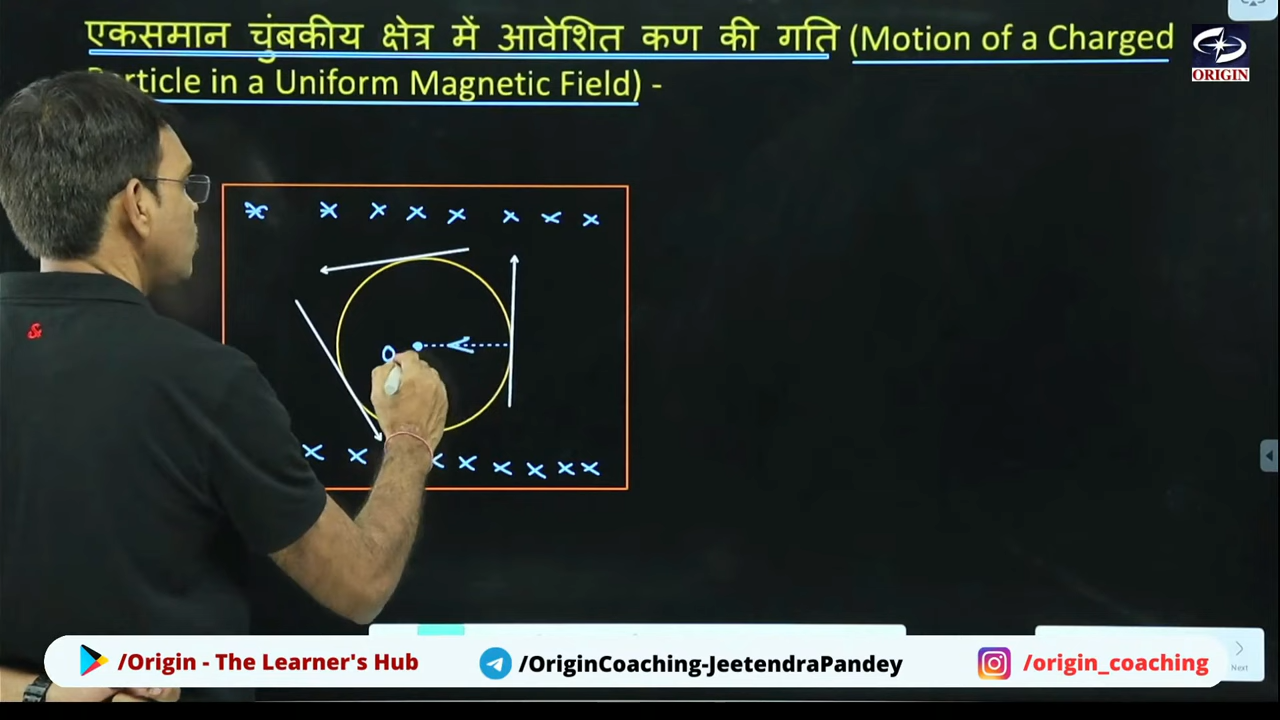 एकसमान चुंबकीय क्षेत्र में आवेशित कण की गति (Motion of a Charged
Particle in a Uniform Magnetic Field) -
ORIGIN
× × × × × × × ×
O
× × × × × × × ×
/Origin - The Learner's Hub
/OriginCoaching-JeetendraPandey
/origin_coaching
Next